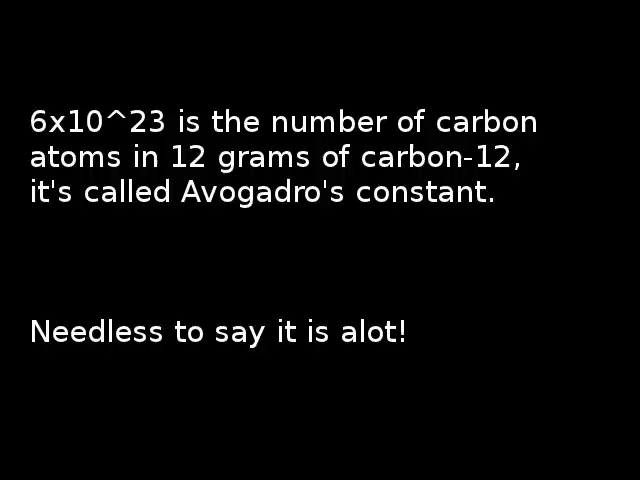 6x10^23 is the number of carbon
atoms in 12 grams of carbon-12,
it's called Avogadro's constant.
Needless to say it is alot!